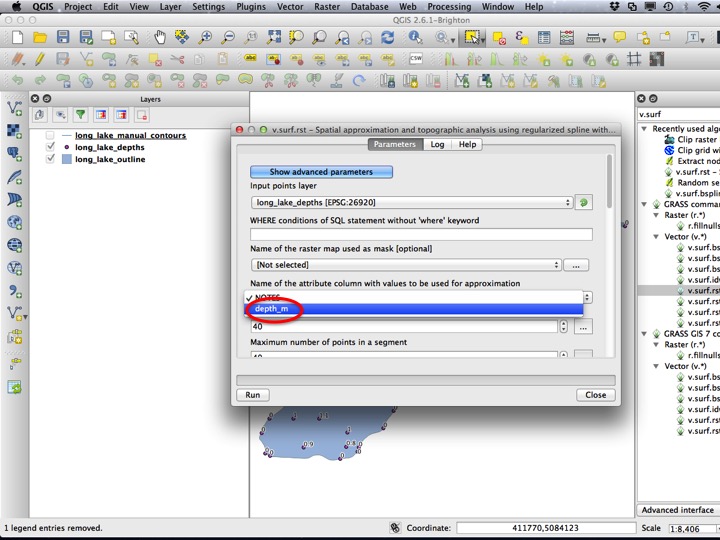 QGIS Project Edit View Layer Settings Plugins Vector Raster Database Web Processing Window Help
QGIS 2.6.1-Brighton
CSW
Layers
long_lake_manual_contours
long_lake_depths
long_lake_outline
v.surf.rst - Spatial approximation and topographic analysis using regularized spline with...
Parameters Log Help
Show advanced parameters
Input points layer
long_lake_depths [EPSG:26920]
WHERE conditions of SQL statement without 'where' keyword
Name of the raster map used as mask [optional]
[Not selected] ...
Name of the attribute column with values to be used for approximation
NOTES
depth_m
40 ...
Maximum number of points in a segment
40
Run Close
v.surf
Recently used algo
Clip raster
Clip grid wi
Extract nod
v.surf.rst - S
Random se
v.surf.bsplin
GRASS comma
Raster (r.*)
r.fillnulls
Vector (v.*)
v.surf.bs
v.surf.bs
v.surf.idv
v.surf.rst
v.surf.rst
v.surf.rst
GRASS GIS 7 co
Raster (r.*)
r.fillnulls
Vector (v.*)
v.surf.bs
v.surf.bs
v.surf.idv
v.surf.rst
v.surf.rst
Advanced interface
1 legend entries removed.
Coordinate: 411770,5084123 Scale 1:8,406